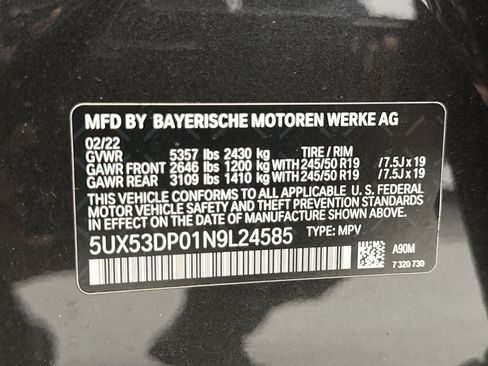 MFD BY BAYERISCHE MOTOREN WERKE AG
02/22
GVWR 5357 lbs 2430 kg TIRE / RIM
GAWR FRONT 2646 lbs 1200 kg WITH 245/50 R19 /7.5J x 19
GAWR REAR 3109 lbs 1410 kg WITH 245/50 R19 /7.5J x 19
THIS VEHICLE CONFORMS TO ALL APPLICABLE U. S. FEDERAL
MOTOR VEHICLE SAFETY AND THEFT PREVENTION STANDARDS
IN EFFECT ON THE DATE OF MANUFACTURE SHOWN ABOVE.
5UX53DP01N9L24585 TYPE: MPV
A90M
7 320 730